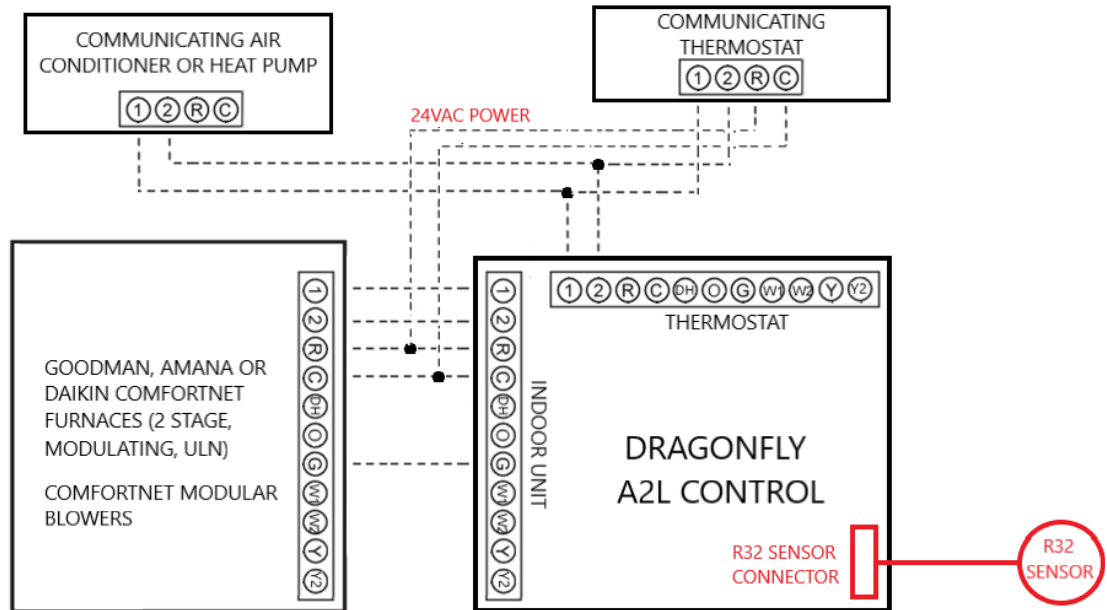 COMMUNICATING AIR
CONDITIONER OR HEAT PUMP
1 2 R C
COMMUNICATING
THERMOSTAT
1 2 R C
24VAC POWER
GOODMAN, AMANA OR
DAIKIN COMFORTNET
FURNACES (2 STAGE,
MODULATING, ULN)
COMFORTNET MODULAR
BLOWERS
1
2
R
C
DH
O
G
W1
W2
Y
Y2
1
2
R
C
DH
O
G
W1
W2
Y
Y2
INDOOR UNIT
1 2 R C DH O G W1 W2 Y Y2
THERMOSTAT
DRAGONFLY
A2L CONTROL
R32 SENSOR
CONNECTOR
R32
SENSOR